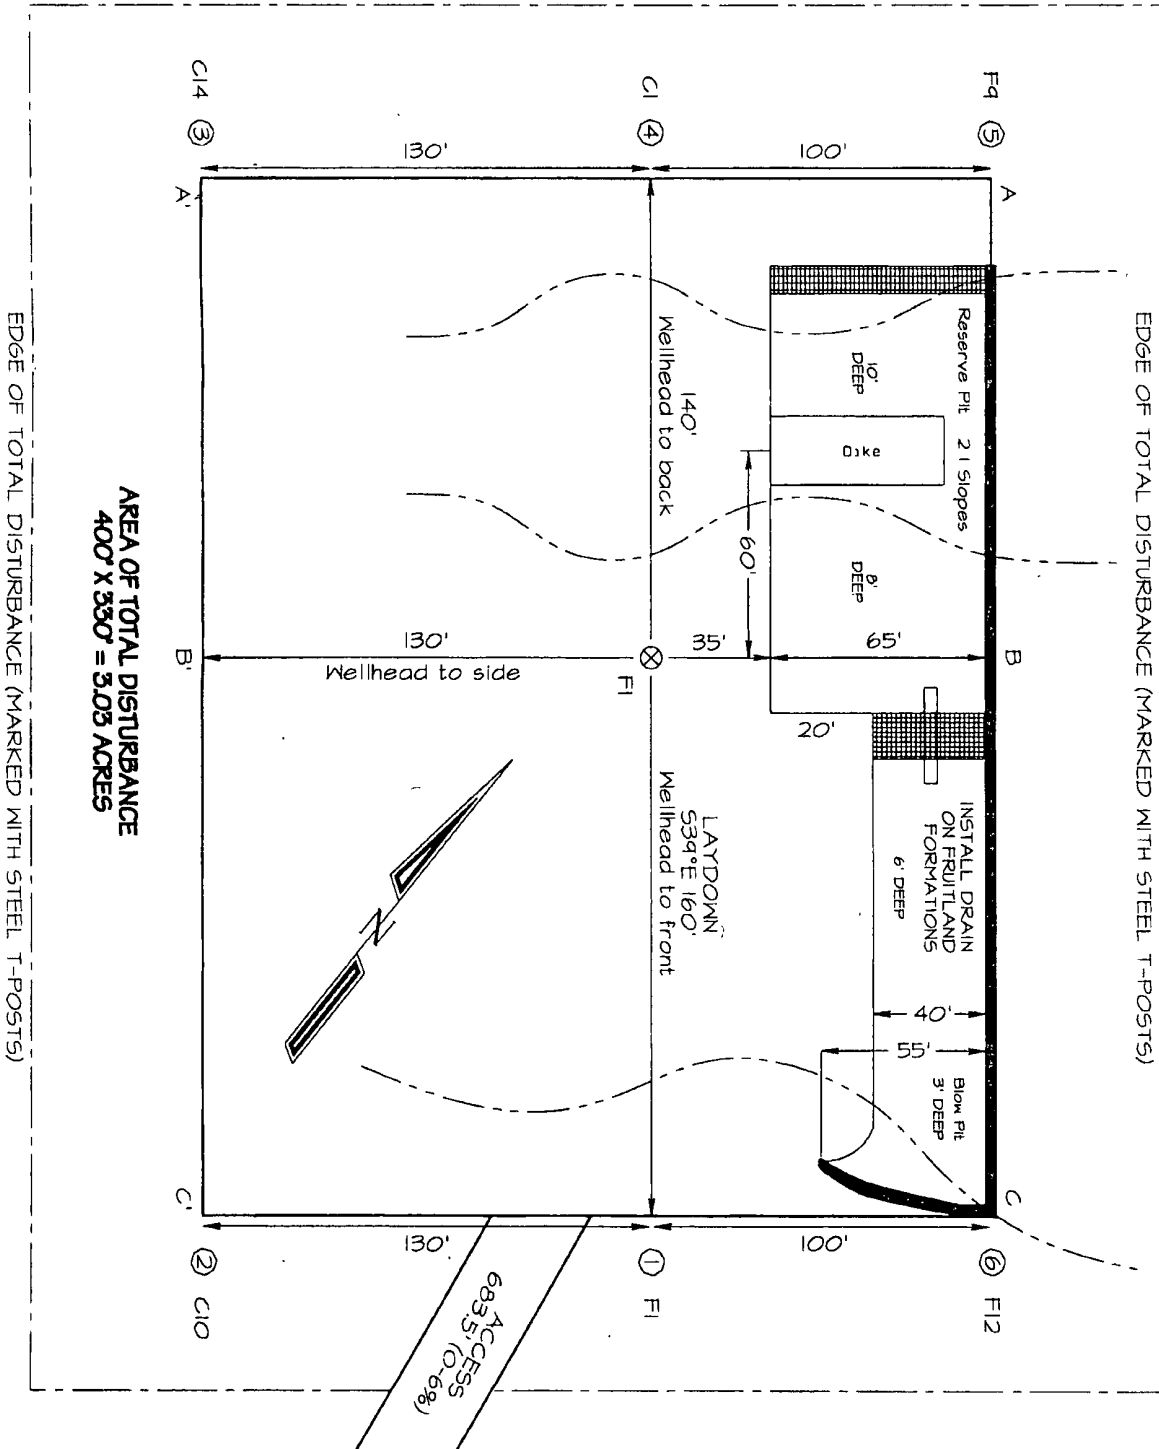 EDGE OF TOTAL DISTURBANCE (MARKED WITH STEEL T-POSTS)
F9 ⑤
C1 ④
C14 ③
100'
130'
A
A'
Reserve Pit 2 1 Slopes
10'
DEEP
Dike
8'
DEEP
60'
140'
Wellhead to back
B
65'
35'
F1
130'
Wellhead to side
B'
20'
INSTALL DRAIN
ON FRUITLAND
FORMATIONS
6' DEEP
LAYDOWN
S39°E 160'
Wellhead to front
N
40'
55'
Blow Pit
3' DEEP
C
C'
100'
130'
⑥ F12
① F1
② C10
ACCESS
683.5' (0-6%)
AREA OF TOTAL DISTURBANCE
400' X 330' = 3.03 ACRES
EDGE OF TOTAL DISTURBANCE (MARKED WITH STEEL T-POSTS)